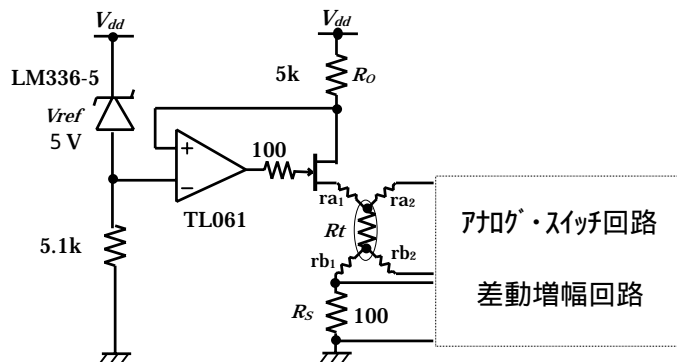 Vdd
Vdd
LM336-5
5k
RO
Vref
5 V
+
100
−
TL061
ra1
ra2
アナログ・スイッチ回路
Rt
5.1k
rb1
rb2
差動増幅回路
RS
100